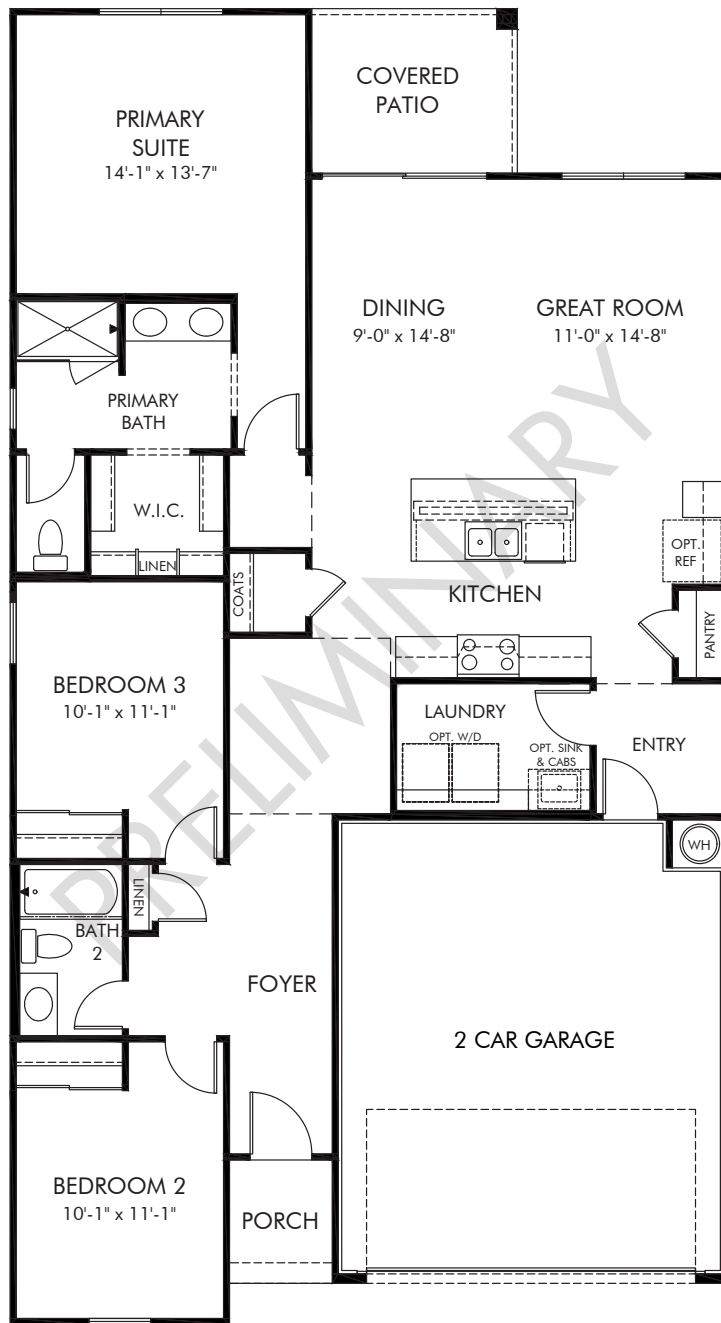 COVERED
PATIO
PRIMARY
SUITE
14'-1" x 13'-7"
DINING
9'-0" x 14'-8"
GREAT ROOM
11'-0" x 14'-8"
PRIMARY
BATH
W.I.C.
LINEN
OPT.
REF
COATS
KITCHEN
PANTRY
BEDROOM 3
10'-1" x 11'-1"
LAUNDRY
OPT. W/D
OPT. SINK
& CABS
ENTRY
WH
LINEN
BATH
2
FOYER
2 CAR GARAGE
BEDROOM 2
10'-1" x 11'-1"
PORCH
PRELIMINARY